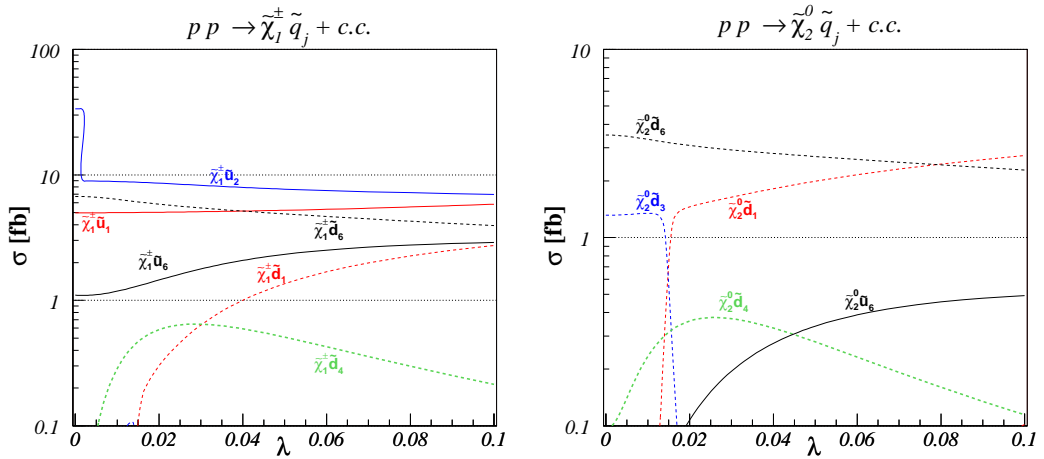 p p → χ̃₁± q̃ⱼ + c.c.
σ [fb]
100
10
1
0.1
χ̃₁±ũ₂
χ̃₁±ũ₁
χ̃₁±d̃₆
χ̃₁±ũ₆
χ̃₁±d̃₁
χ̃₁±d̃₄
0 0.02 0.04 0.06 0.08 0.1
λ
p p → χ̃₂⁰ q̃ⱼ + c.c.
σ [fb]
10
1
0.1
χ̃₂⁰d̃₆
χ̃₂⁰d̃₃
χ̃₂⁰d̃₁
χ̃₂⁰d̃₄
χ̃₂⁰ũ₆
0 0.02 0.04 0.06 0.08 0.1
λ